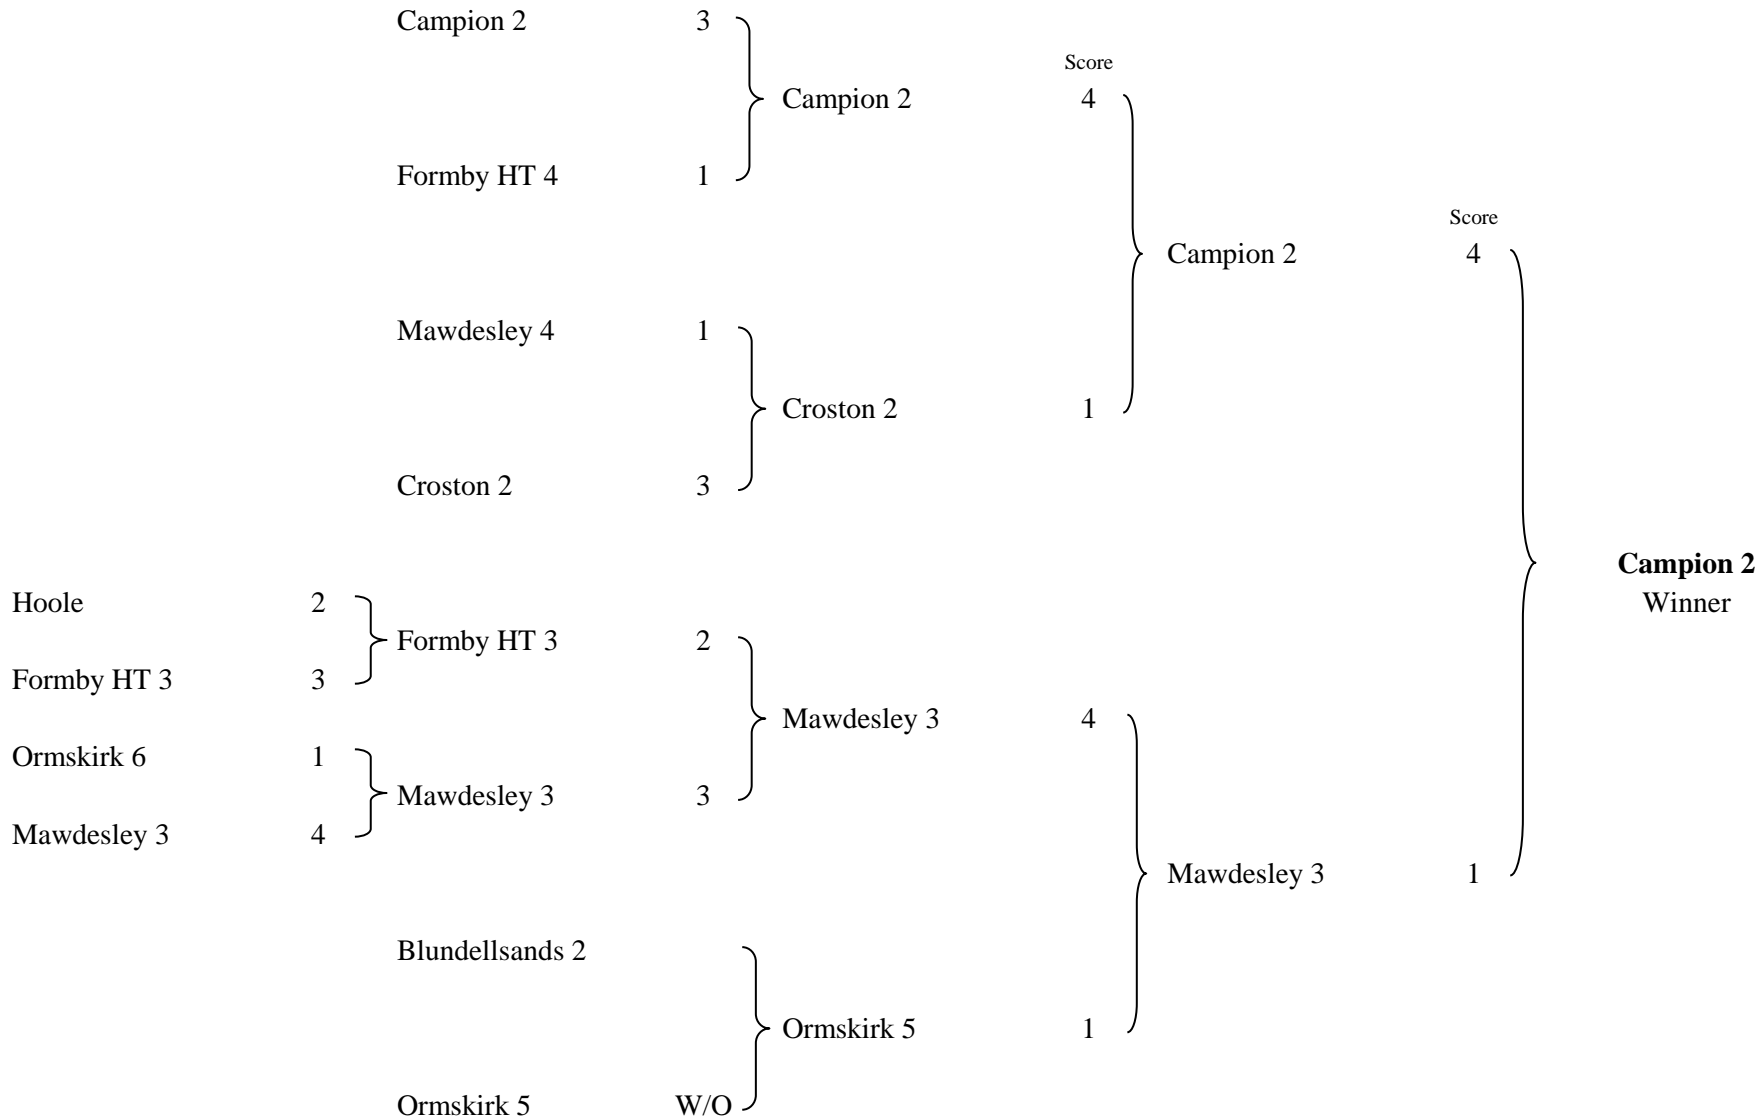 Campion 2 3
Score
Campion 2 4
Formby HT 4 1
Score
Campion 2 4
Mawdesley 4 1
Croston 2 1
Croston 2 3
Campion 2
Hoole 2
Winner
Formby HT 3 2
Formby HT 3 3
Mawdesley 3 4
Ormskirk 6 1
Mawdesley 3 3
Mawdesley 3 4
Mawdesley 3 1
Blundellsands 2
Ormskirk 5 1
Ormskirk 5 W/O